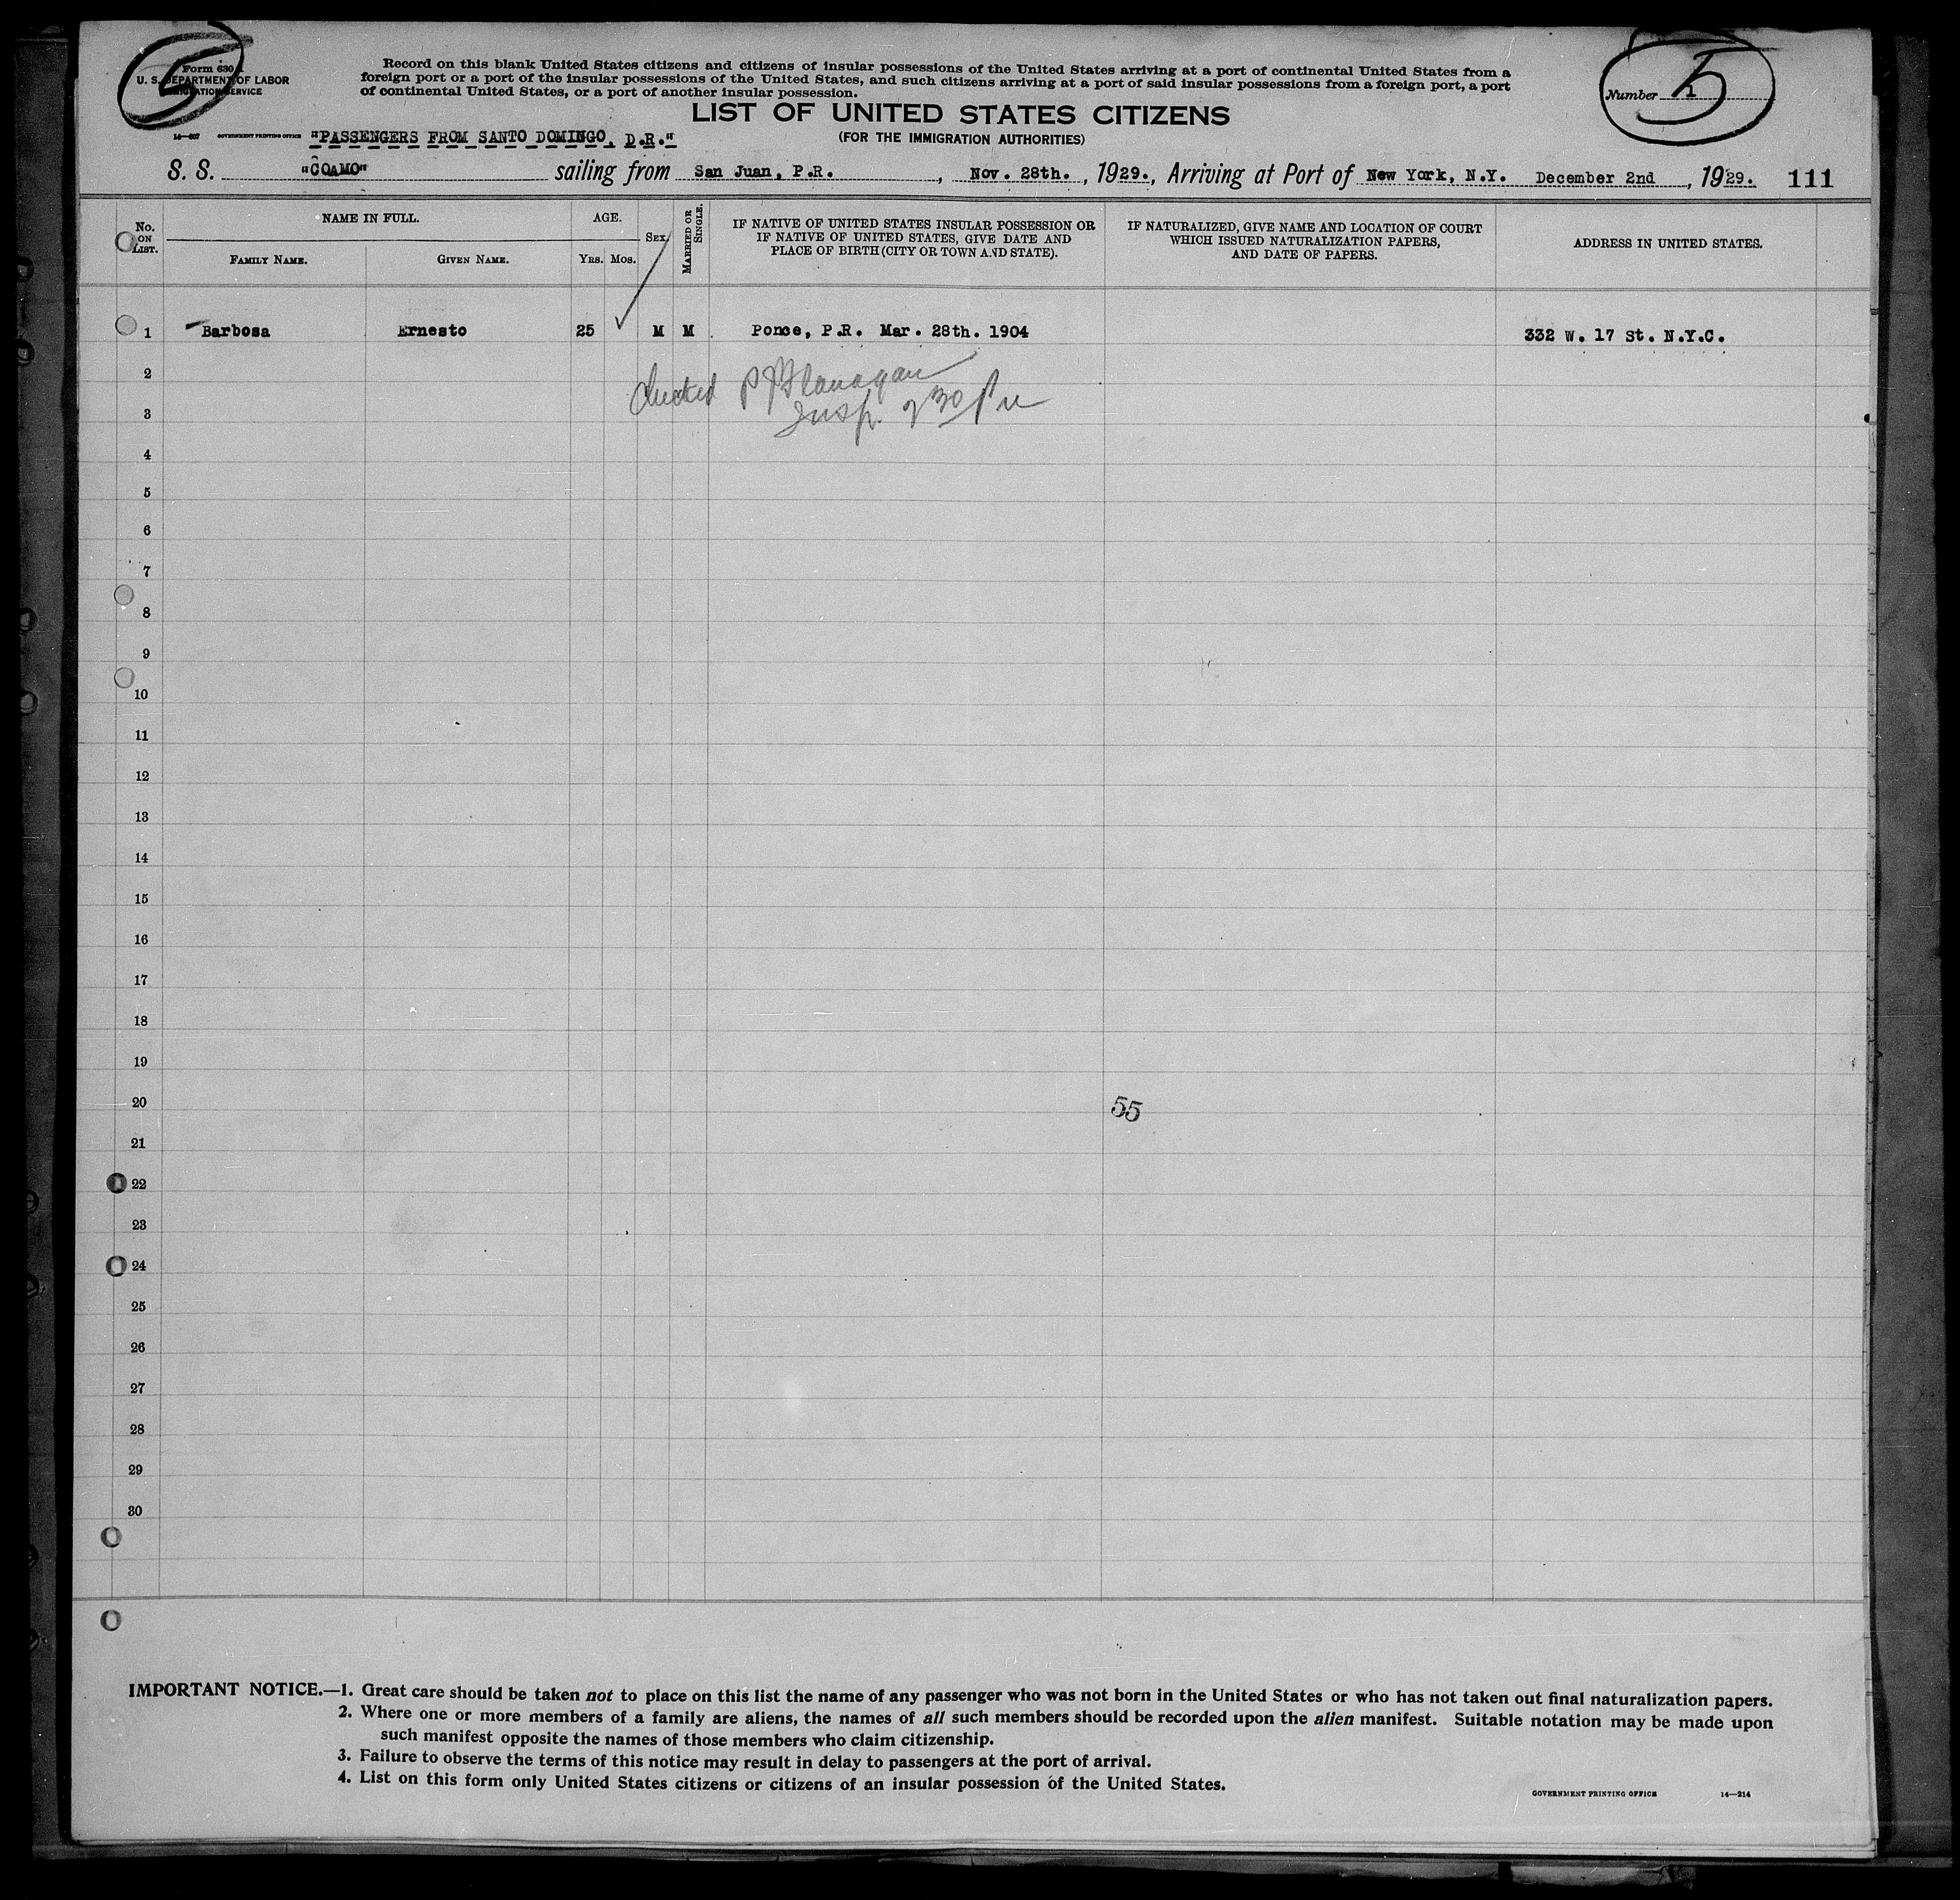 5
Form 630
U. S. DEPARTMENT OF LABOR
IMMIGRATION SERVICE
Record on this blank United States citizens and citizens of insular possessions of the United States arriving at a port of continental United States from a
foreign port or a port of the insular possessions of the United States, and such citizens arriving at a port of said insular possessions from a foreign port, a port
of continental United States, or a port of another insular possession.
Number 1
5
LIST OF UNITED STATES CITIZENS
GOVERNMENT PRINTING OFFICE
"PASSENGERS FROM SANTO DOMINGO, D.R."
(FOR THE IMMIGRATION AUTHORITIES)
S. S. "COAMO" sailing from San Juan, P.R. , Nov. 28th. , 1929., Arriving at Port of New York, N.Y. December 2nd , 1929. 111
No. ON LIST.
NAME IN FULL.
FAMILY NAME.
GIVEN NAME.
AGE.
YRS. MOS.
SEX
MARRIED OR SINGLE.
IF NATIVE OF UNITED STATES INSULAR POSSESSION OR
IF NATIVE OF UNITED STATES, GIVE DATE AND
PLACE OF BIRTH (CITY OR TOWN AND STATE).
IF NATURALIZED, GIVE NAME AND LOCATION OF COURT
WHICH ISSUED NATURALIZATION PAPERS,
AND DATE OF PAPERS.
ADDRESS IN UNITED STATES.
1 Barbosa Ernesto 25 M M Ponce, P.R. Mar. 28th. 1904 332 W. 17 St. N.Y.C.
2
Checked P J Flanagan
3
Insp.
4
5
6
7
8
9
10
11
12
13
14
15
16
17
18
19
20
55
21
22
23
24
25
26
27
28
29
30
IMPORTANT NOTICE.—1. Great care should be taken not to place on this list the name of any passenger who was not born in the United States or who has not taken out final naturalization papers.
2. Where one or more members of a family are aliens, the names of all such members should be recorded upon the alien manifest. Suitable notation may be made upon
such manifest opposite the names of those members who claim citizenship.
3. Failure to observe the terms of this notice may result in delay to passengers at the port of arrival.
4. List on this form only United States citizens or citizens of an insular possession of the United States.
GOVERNMENT PRINTING OFFICE 14—214